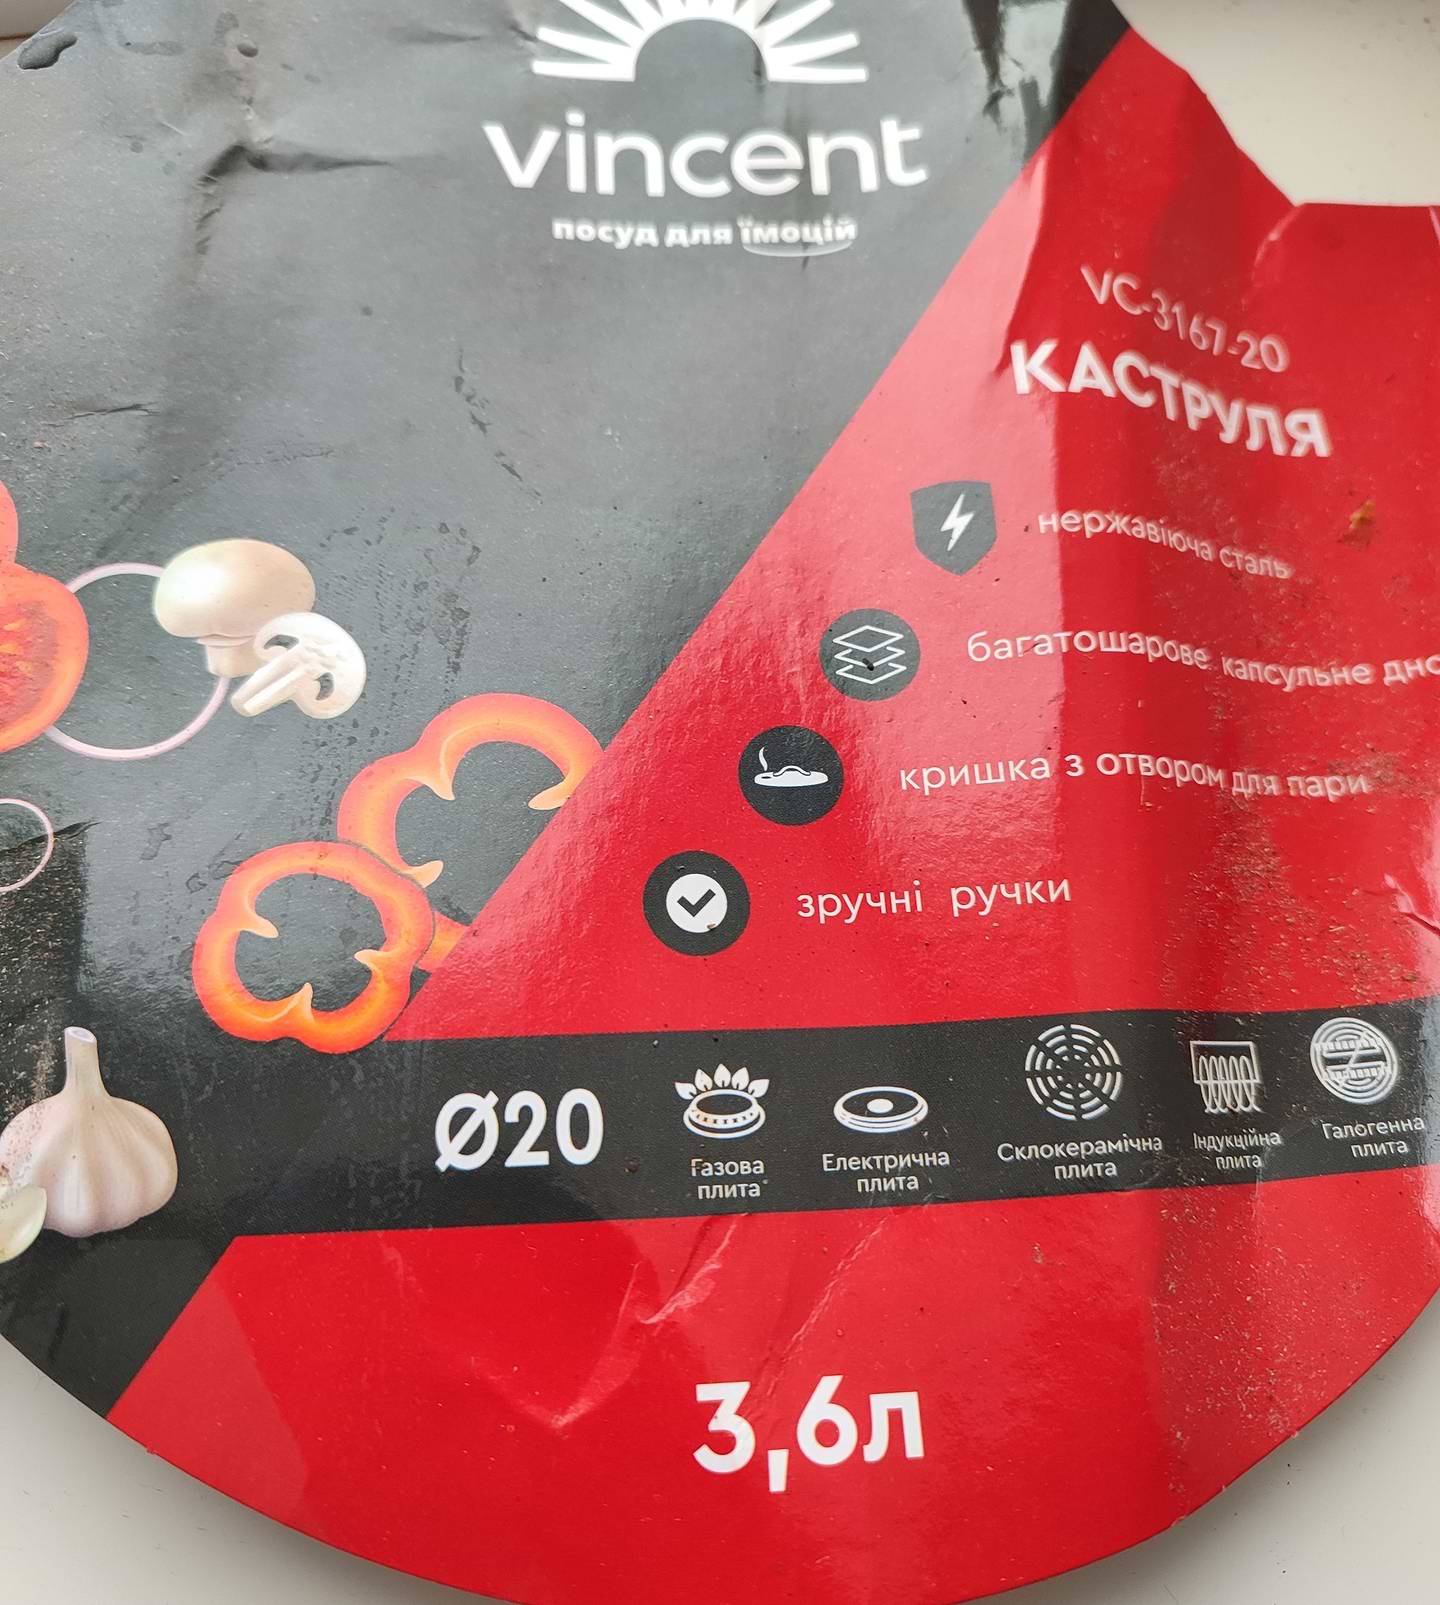 vincent
посуд для їмоцій
VC-3167-20
КАСТРУЛЯ
нержавіюча сталь
багатошарове капсульне дно
кришка з отвором для пари
зручні ручки
Ø20
Газова плита
Електрична плита
Склокерамічна плита
Індукційна плита
Галогенна плита
3,6л